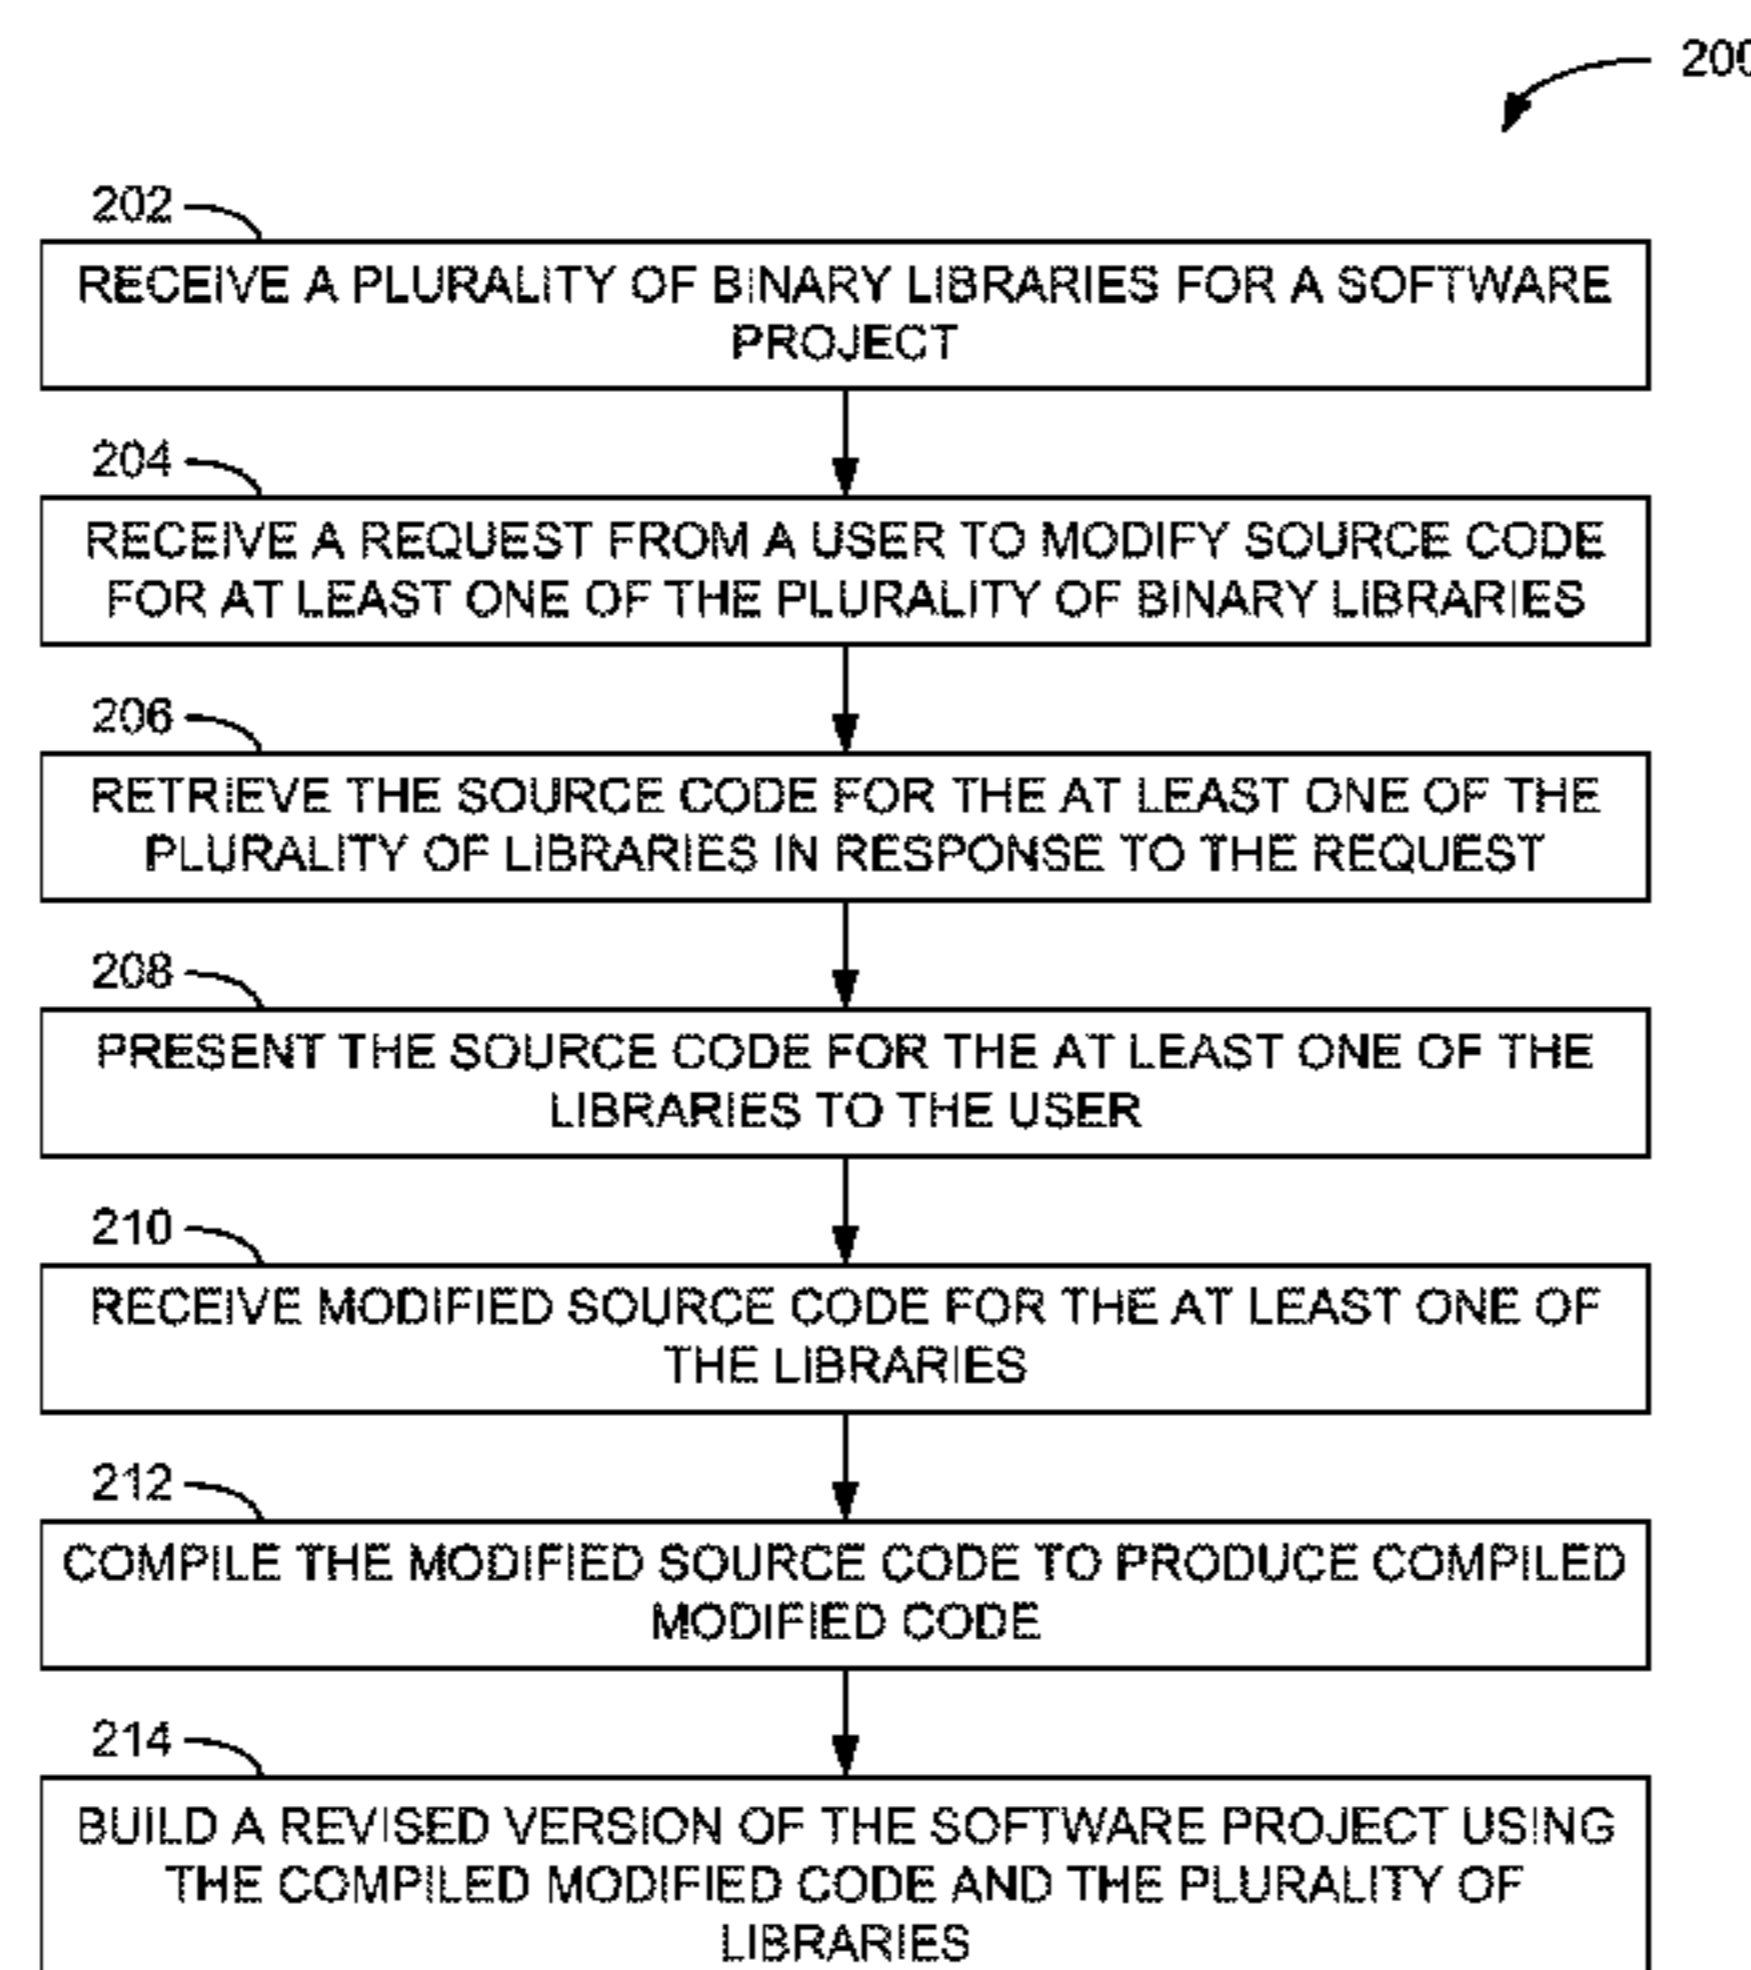 200
202
RECEIVE A PLURALITY OF BINARY LIBRARIES FOR A SOFTWARE
PROJECT
204
RECEIVE A REQUEST FROM A USER TO MODIFY SOURCE CODE
FOR AT LEAST ONE OF THE PLURALITY OF BINARY LIBRARIES
206
RETRIEVE THE SOURCE CODE FOR THE AT LEAST ONE OF THE
PLURALITY OF LIBRARIES IN RESPONSE TO THE REQUEST
208
PRESENT THE SOURCE CODE FOR THE AT LEAST ONE OF THE
LIBRARIES TO THE USER
210
RECEIVE MODIFIED SOURCE CODE FOR THE AT LEAST ONE OF
THE LIBRARIES
212
COMPILE THE MODIFIED SOURCE CODE TO PRODUCE COMPILED
MODIFIED CODE
214
BUILD A REVISED VERSION OF THE SOFTWARE PROJECT USING
THE COMPILED MODIFIED CODE AND THE PLURALITY OF
LIBRARIES